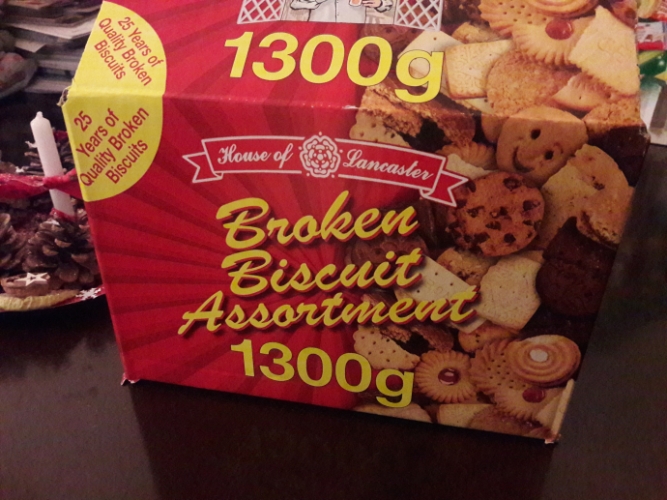 25 Years of
Quality Broken
Biscuits
1300g
25
Years of
Quality Broken
Biscuits
House of Lancaster
Broken
Biscuit
Assortment
1300g